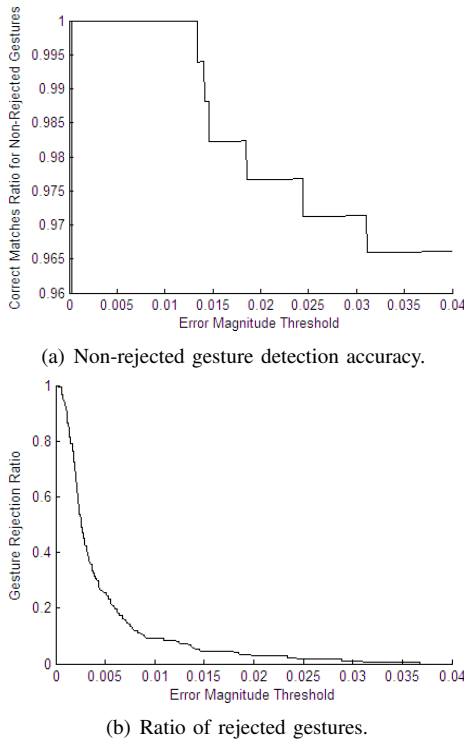 Correct Matches Ratio for Non-Rejected Gestures
1
0.995
0.99
0.985
0.98
0.975
0.97
0.965
0.96
0 0.005 0.01 0.015 0.02 0.025 0.03 0.035 0.04
Error Magnitude Threshold
(a) Non-rejected gesture detection accuracy.
Gesture Rejection Ratio
1
0.8
0.6
0.4
0.2
0
0 0.005 0.01 0.015 0.02 0.025 0.03 0.035 0.04
Error Magnitude Threshold
(b) Ratio of rejected gestures.